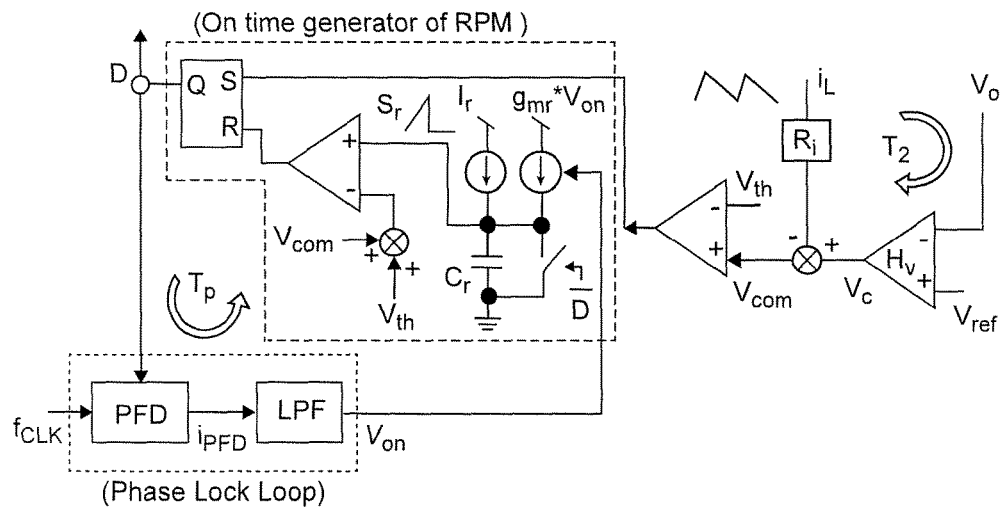 (On time generator of RPM )
D
Q
S
R
S_r
I_r
g_mr*V_on
+
-
V_com
+
+
V_th
C_r
D
T_p
i_L
R_i
V_o
T_2
V_th
-
+
V_com
-
+
V_c
H_v
-
+
V_ref
f_CLK
PFD
i_PFD
LPF
V_on
(Phase Lock Loop)